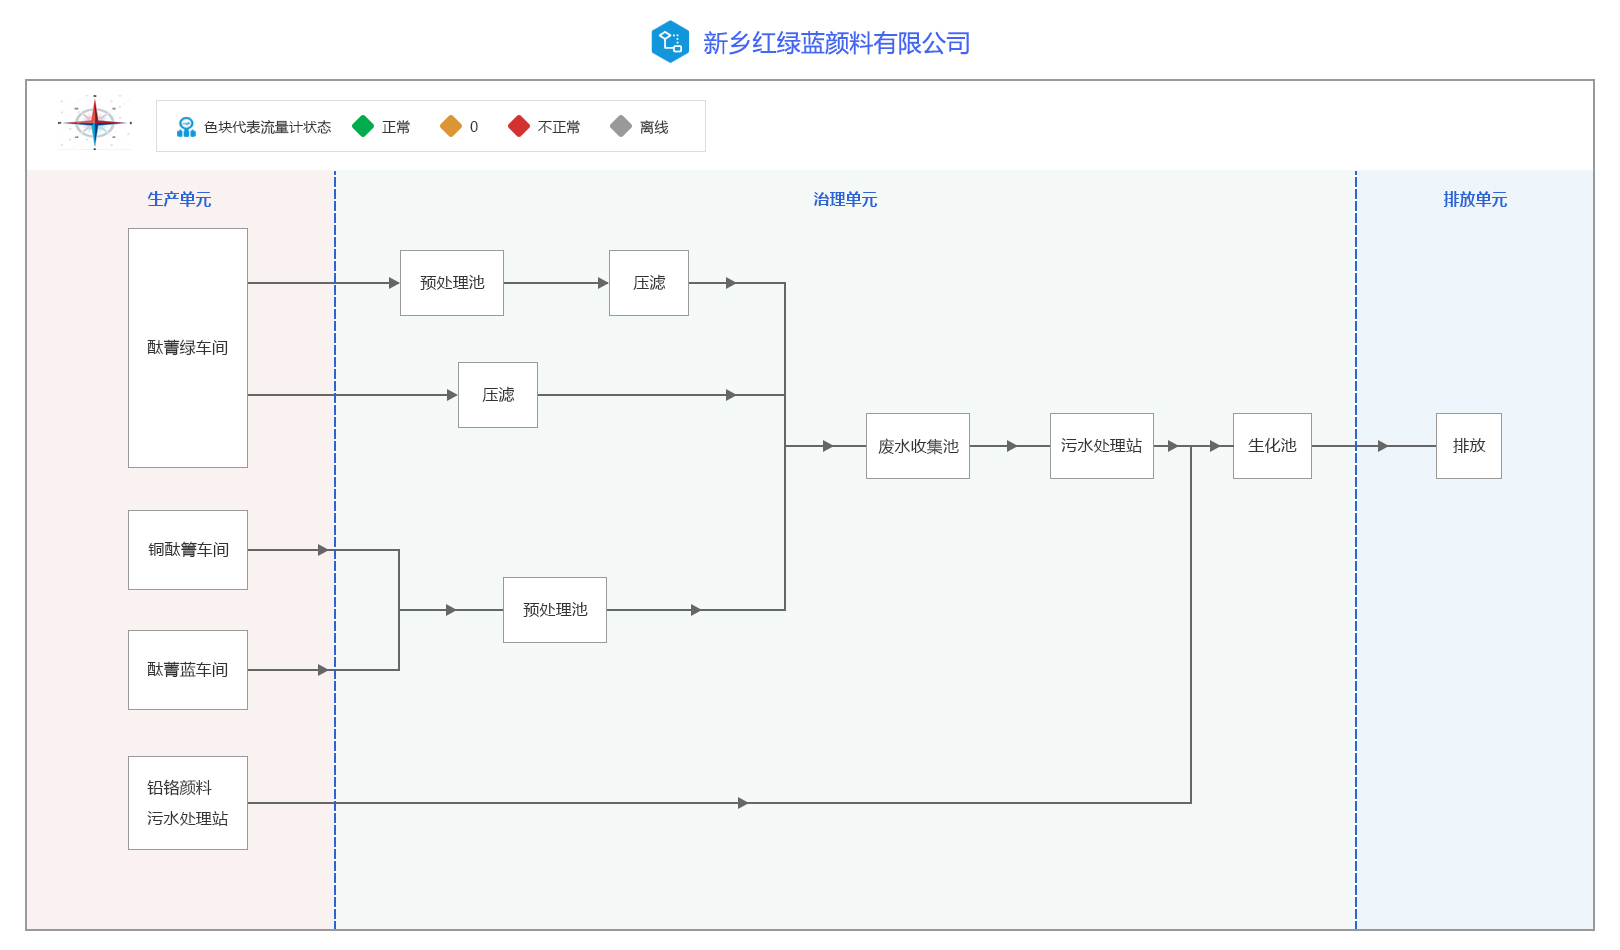 新乡红绿蓝颜料有限公司
色块代表流量计状态 正常 0 不正常 离线
生产单元 治理单元 排放单元
预处理池 压滤
酞菁绿车间
压滤
废水收集池 污水处理站 生化池 排放
铜酞箐车间
预处理池
酞菁蓝车间
铅铬颜料
污水处理站